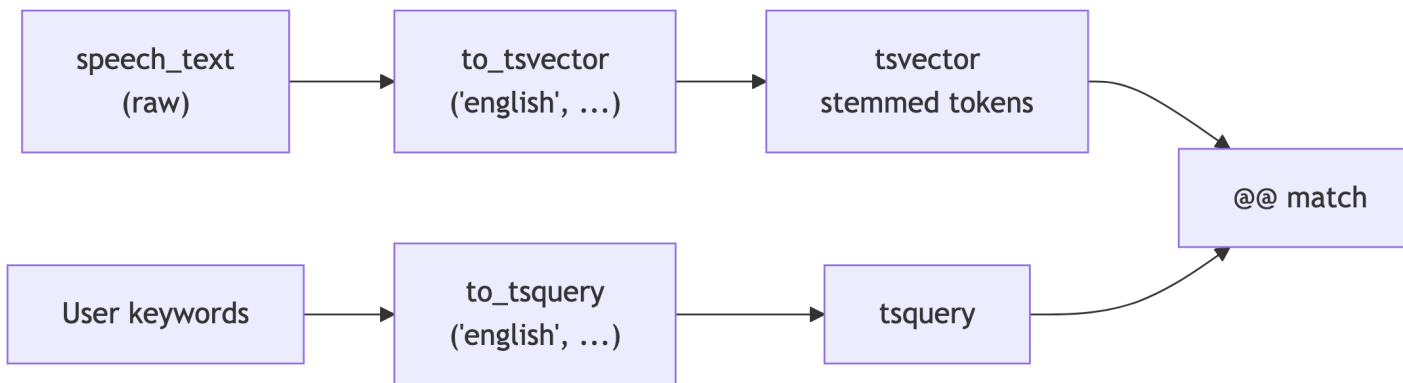 speech_text
(raw)
to_tsvector
('english', ...)
tsvector
stemmed tokens
@@ match
User keywords
to_tsquery
('english', ...)
tsquery